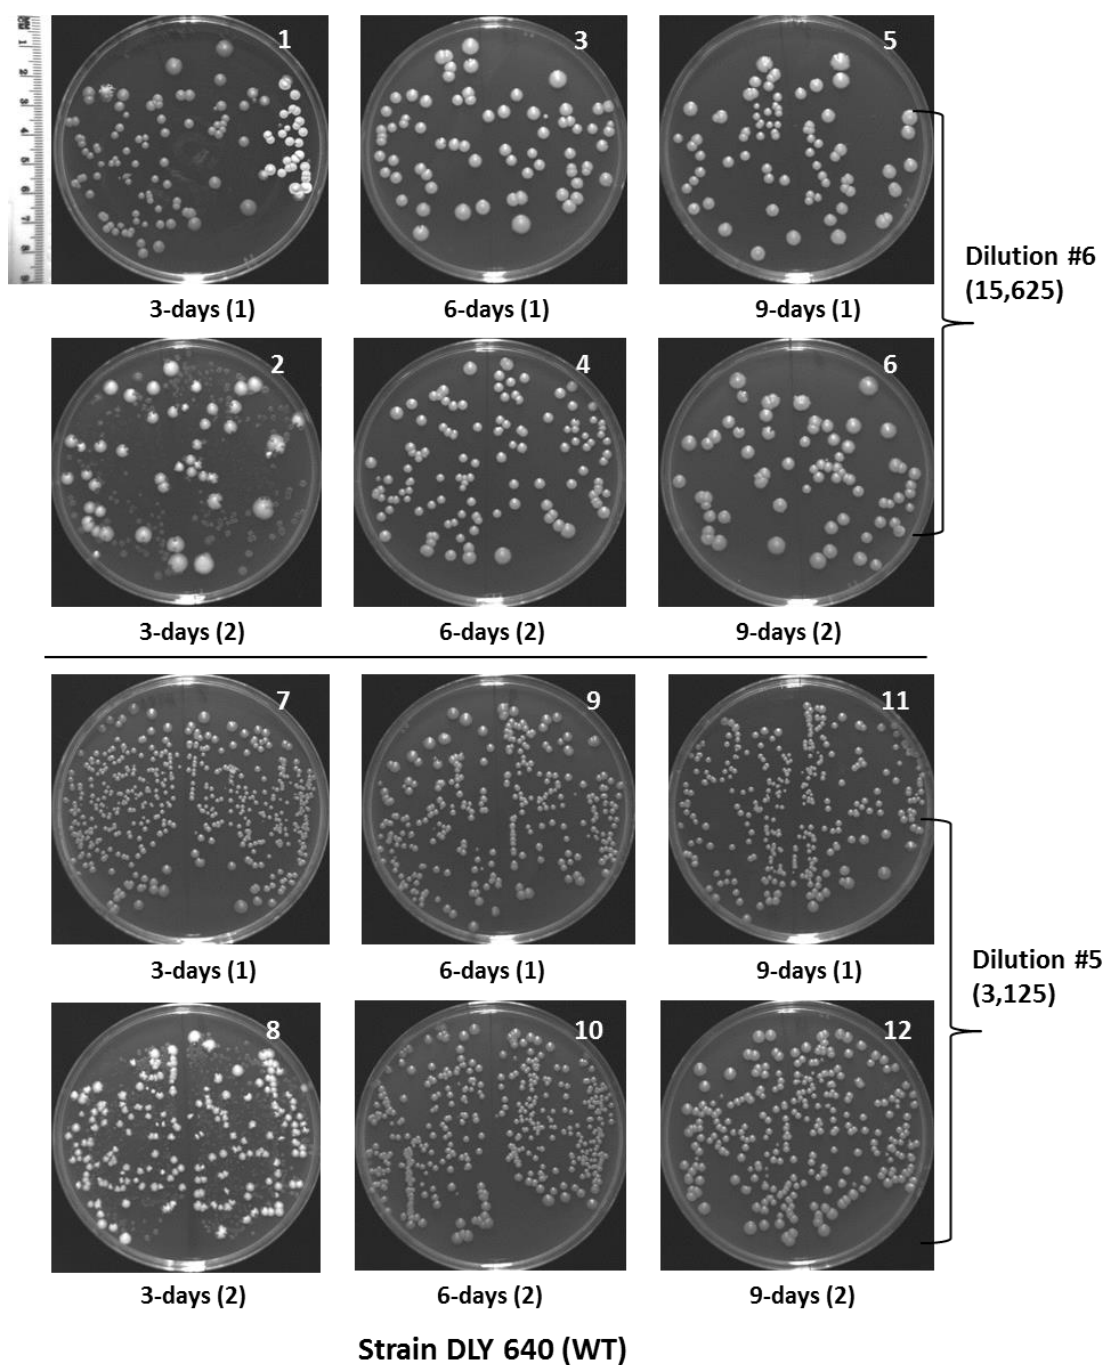 1
3
5
3-days (1)
6-days (1)
9-days (1)
Dilution #6
(15,625)
2
4
6
3-days (2)
6-days (2)
9-days (2)
7
9
11
3-days (1)
6-days (1)
9-days (1)
Dilution #5
(3,125)
8
10
12
3-days (2)
6-days (2)
9-days (2)
Strain DLY 640 (WT)